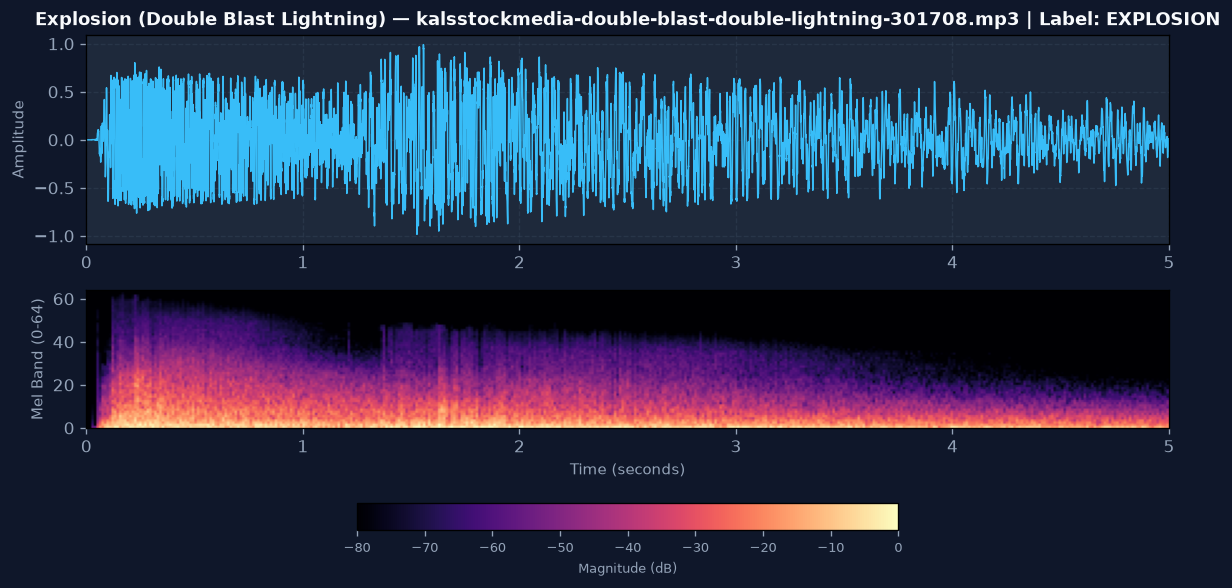 Explosion (Double Blast Lightning) — kalsstockmedia-double-blast-double-lightning-301708.mp3 | Label: EXPLOSION
1.0
0.5
0.0
−0.5
−1.0
Amplitude
0 1 2 3 4 5
60
40
20
0
Mel Band (0-64)
0 1 2 3 4 5
Time (seconds)
−80 −70 −60 −50 −40 −30 −20 −10 0
Magnitude (dB)